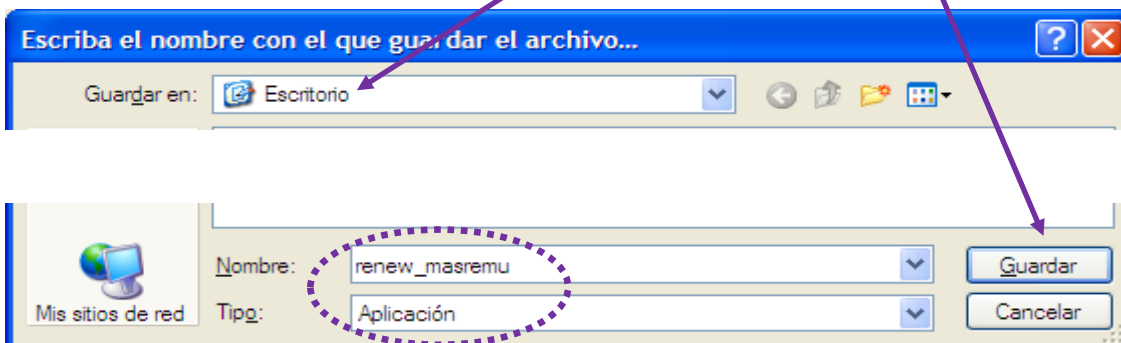 Escriba el nombre con el que guardar el archivo...
Guardar en: Escritorio
Nombre: renew_masremu Guardar
Mis sitios de red Tipo: Aplicación Cancelar